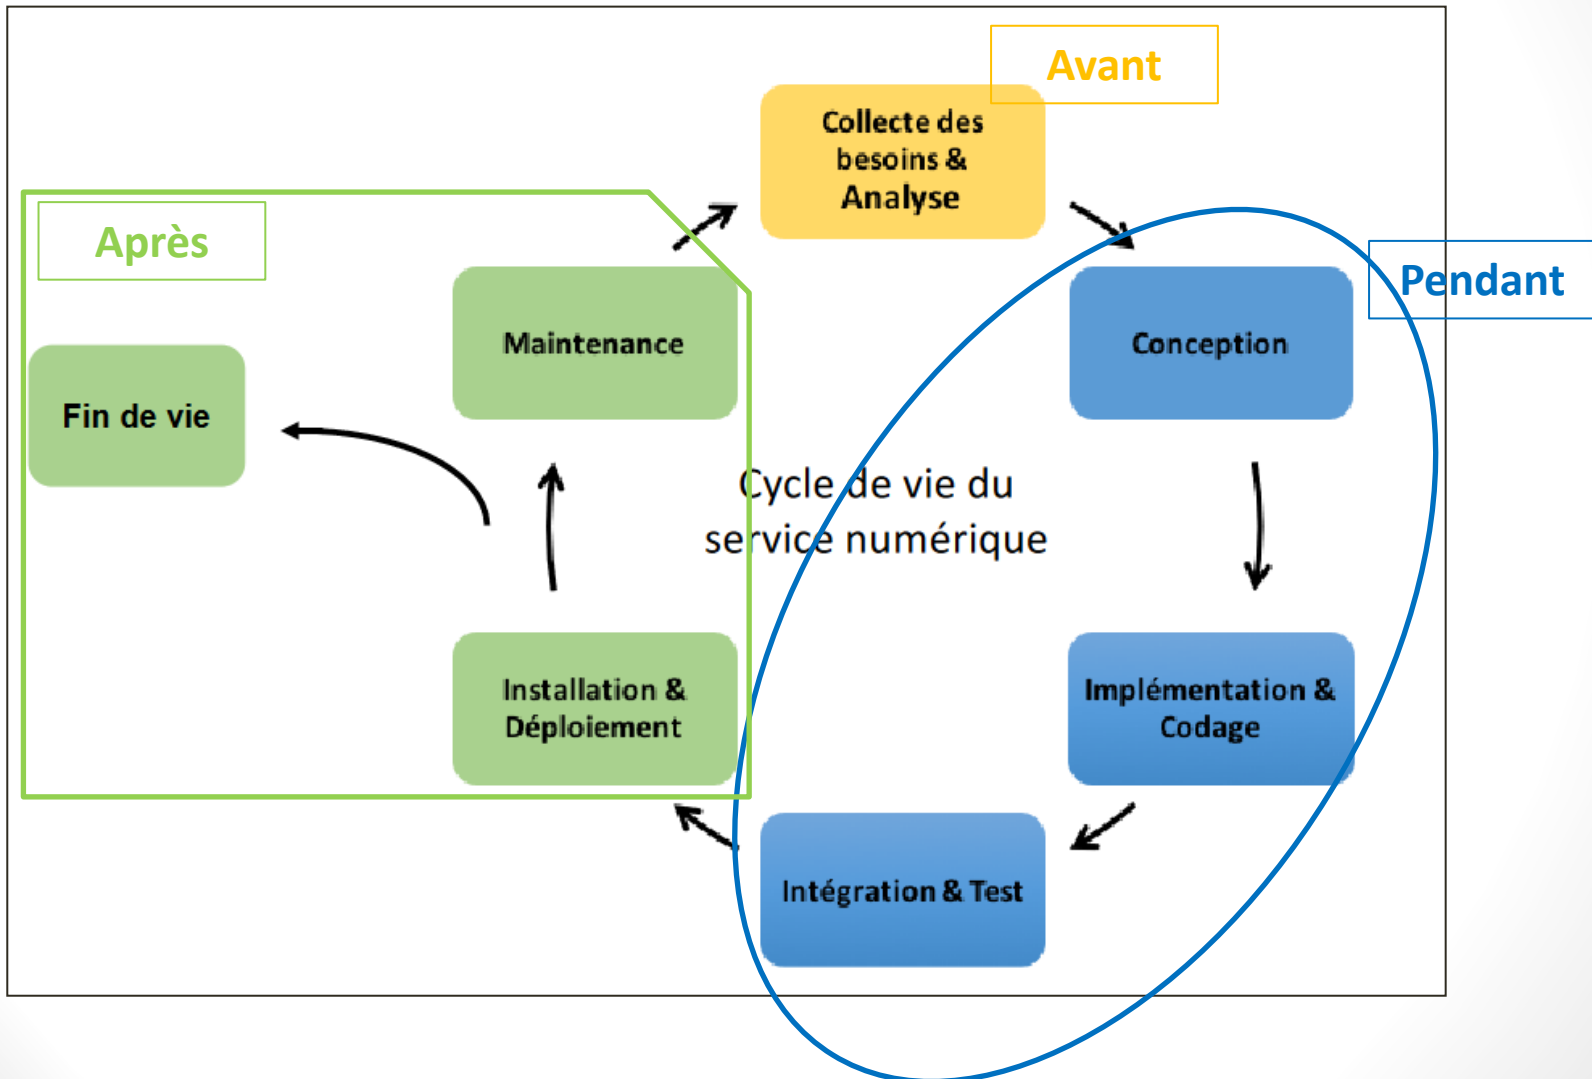 Avant
Collecte des
besoins &
Analyse
Après
Pendant
Maintenance
Conception
Fin de vie
Cycle de vie du
service numérique
Installation &
Déploiement
Implémentation &
Codage
Intégration & Test